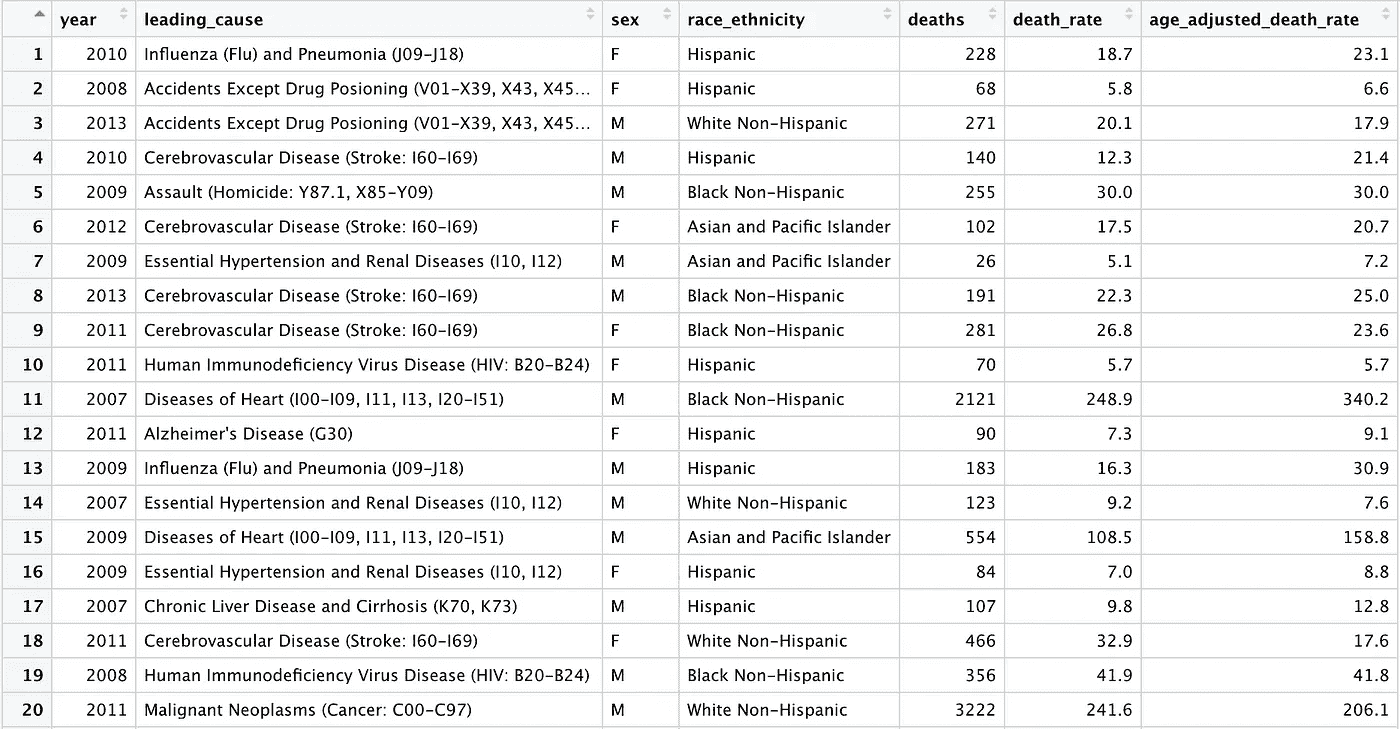 year leading_cause sex race_ethnicity deaths death_rate age_adjusted_death_rate
1 2010 Influenza (Flu) and Pneumonia (J09-J18) F Hispanic 228 18.7 23.1
2 2008 Accidents Except Drug Posioning (V01-X39, X43, X45... F Hispanic 68 5.8 6.6
3 2013 Accidents Except Drug Posioning (V01-X39, X43, X45... M White Non-Hispanic 271 20.1 17.9
4 2010 Cerebrovascular Disease (Stroke: I60-I69) M Hispanic 140 12.3 21.4
5 2009 Assault (Homicide: Y87.1, X85-Y09) M Black Non-Hispanic 255 30.0 30.0
6 2012 Cerebrovascular Disease (Stroke: I60-I69) F Asian and Pacific Islander 102 17.5 20.7
7 2009 Essential Hypertension and Renal Diseases (I10, I12) M Asian and Pacific Islander 26 5.1 7.2
8 2013 Cerebrovascular Disease (Stroke: I60-I69) M Black Non-Hispanic 191 22.3 25.0
9 2011 Cerebrovascular Disease (Stroke: I60-I69) F Black Non-Hispanic 281 26.8 23.6
10 2011 Human Immunodeficiency Virus Disease (HIV: B20-B24) F Hispanic 70 5.7 5.7
11 2007 Diseases of Heart (I00-I09, I11, I13, I20-I51) M Black Non-Hispanic 2121 248.9 340.2
12 2011 Alzheimer's Disease (G30) F Hispanic 90 7.3 9.1
13 2009 Influenza (Flu) and Pneumonia (J09-J18) M Hispanic 183 16.3 30.9
14 2007 Essential Hypertension and Renal Diseases (I10, I12) M White Non-Hispanic 123 9.2 7.6
15 2009 Diseases of Heart (I00-I09, I11, I13, I20-I51) M Asian and Pacific Islander 554 108.5 158.8
16 2009 Essential Hypertension and Renal Diseases (I10, I12) F Hispanic 84 7.0 8.8
17 2007 Chronic Liver Disease and Cirrhosis (K70, K73) M Hispanic 107 9.8 12.8
18 2011 Cerebrovascular Disease (Stroke: I60-I69) F White Non-Hispanic 466 32.9 17.6
19 2008 Human Immunodeficiency Virus Disease (HIV: B20-B24) M Black Non-Hispanic 356 41.9 41.8
20 2011 Malignant Neoplasms (Cancer: C00-C97) M White Non-Hispanic 3222 241.6 206.1